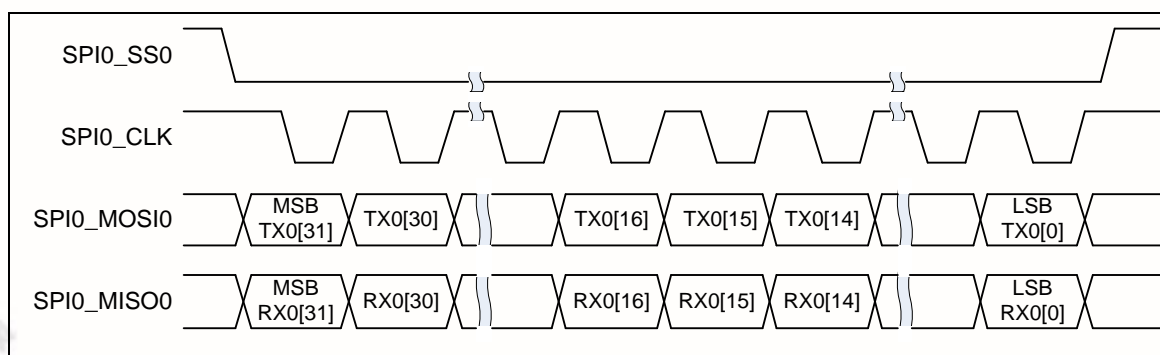 SPI0_SS0
SPI0_CLK
SPI0_MOSI0
MSB
TX0[31]
TX0[30]
TX0[16]
TX0[15]
TX0[14]
LSB
TX0[0]
SPI0_MISO0
MSB
RX0[31]
RX0[30]
RX0[16]
RX0[15]
RX0[14]
LSB
RX0[0]